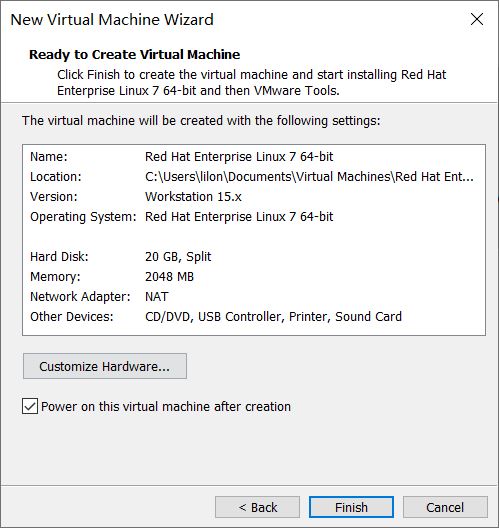 New Virtual Machine Wizard
Ready to Create Virtual Machine
Click Finish to create the virtual machine and start installing Red Hat
Enterprise Linux 7 64-bit and then VMware Tools.
The virtual machine will be created with the following settings:
Name: Red Hat Enterprise Linux 7 64-bit
Location: C:\Users\lilon\Documents\Virtual Machines\Red Hat Ent...
Version: Workstation 15.x
Operating System: Red Hat Enterprise Linux 7 64-bit
Hard Disk: 20 GB, Split
Memory: 2048 MB
Network Adapter: NAT
Other Devices: CD/DVD, USB Controller, Printer, Sound Card
Customize Hardware...
Power on this virtual machine after creation
< Back Finish Cancel